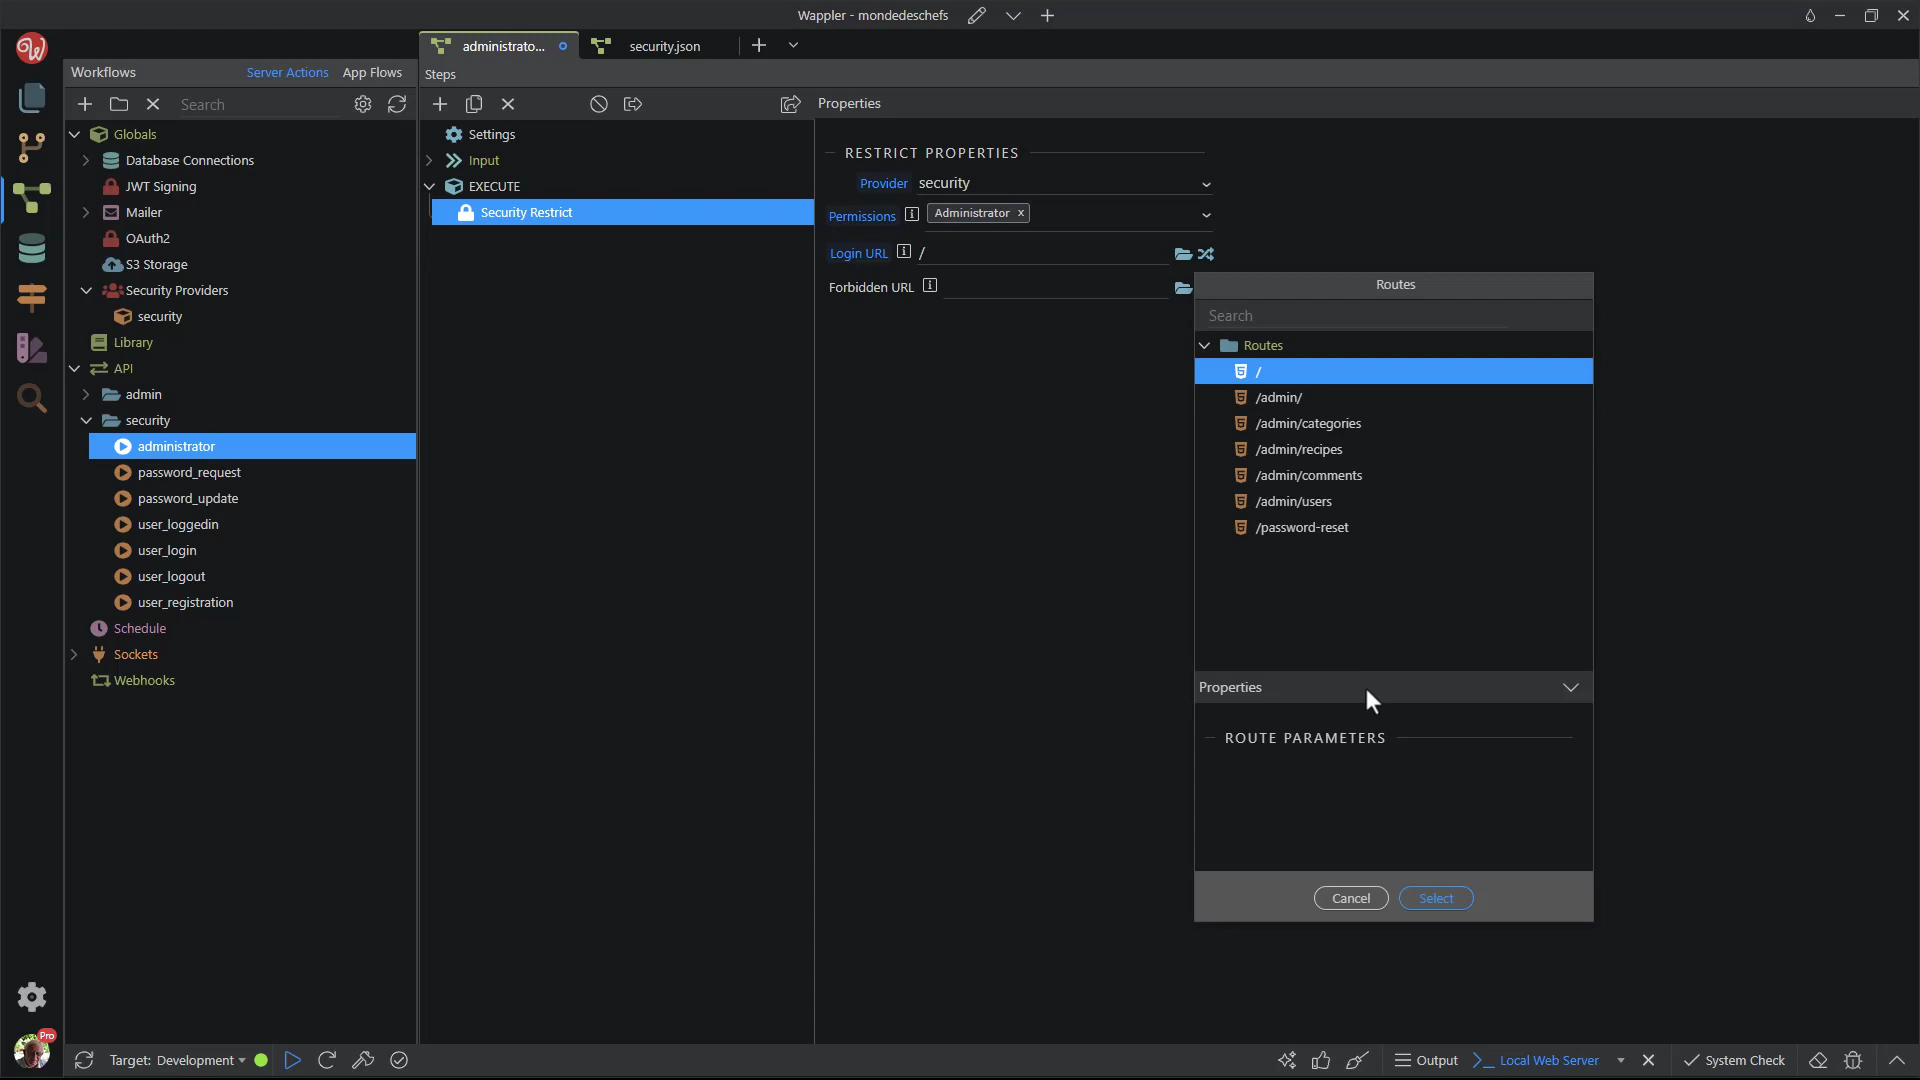 Wappler - mondedeschefs
administrato...
security.json
Workflows
Server Actions
App Flows
Steps
Search
Properties
Globals
Database Connections
JWT Signing
Mailer
OAuth2
S3 Storage
Security Providers
security
Library
API
admin
security
administrator
password_request
password_update
user_loggedin
user_login
user_logout
user_registration
Schedule
Sockets
Webhooks
Settings
Input
EXECUTE
Security Restrict
RESTRICT PROPERTIES
Provider
security
Permissions
Administrator x
Login URL
/
Forbidden URL
Routes
Search
Routes
/
/admin/
/admin/categories
/admin/recipes
/admin/comments
/admin/users
/password-reset
Properties
ROUTE PARAMETERS
Cancel
Select
Pro
Target: Development
Output
Local Web Server
System Check